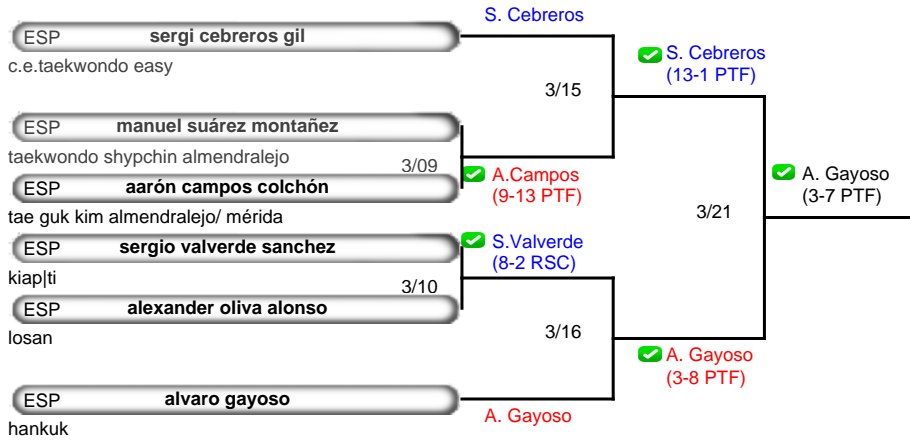 S. Cebreros
ESP sergi cebreros gil
c.e.taekwondo easy
S. Cebreros
(13-1 PTF)
3/15
ESP manuel suárez montañez
taekwondo shypchin almendralejo
3/09
A.Campos
(9-13 PTF)
ESP aarón campos colchón
tae guk kim almendralejo/ mérida
A. Gayoso
(3-7 PTF)
3/21
ESP sergio valverde sanchez
kiap|ti
S.Valverde
(8-2 RSC)
3/10
ESP alexander oliva alonso
losan
3/16
A. Gayoso
(3-8 PTF)
ESP alvaro gayoso
hankuk
A. Gayoso